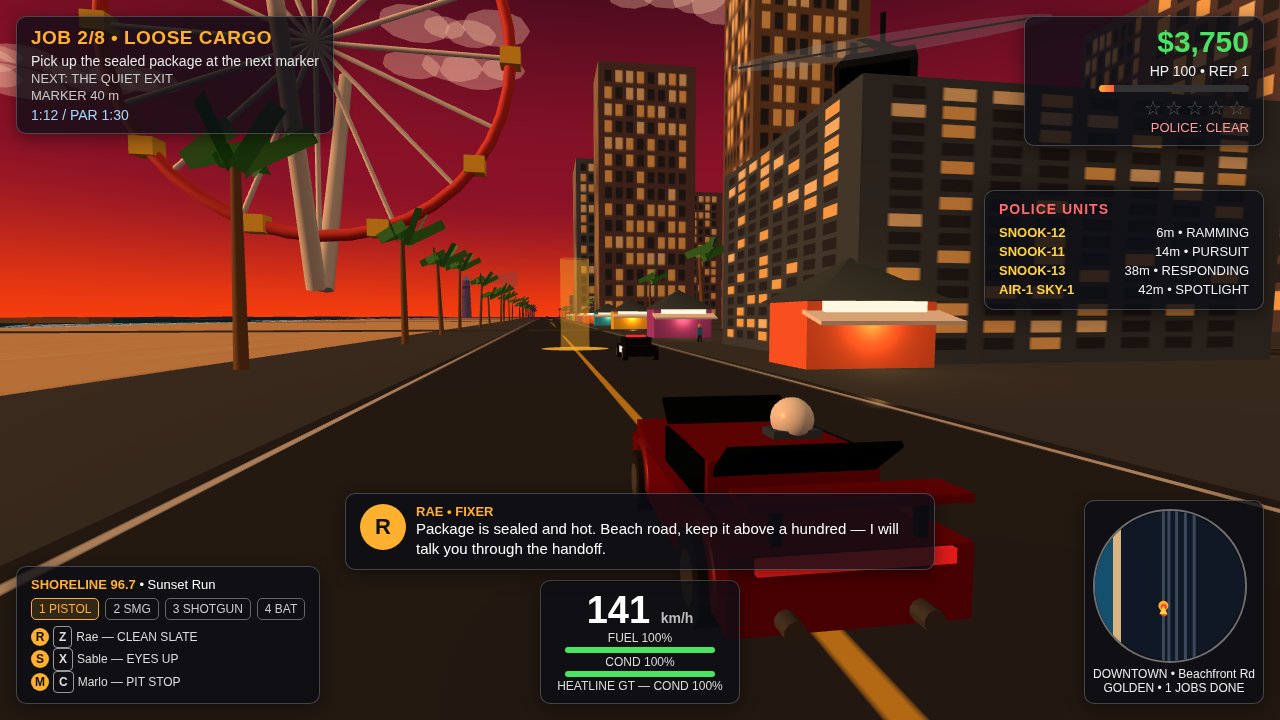 JOB 2/8 • LOOSE CARGO
Pick up the sealed package at the next marker
NEXT: THE QUIET EXIT
MARKER 40 m
1:12 / PAR 1:30
$3,750
HP 100 • REP 1
☆☆☆☆☆
POLICE: CLEAR
POLICE UNITS
SNOOK-12 6m • RAMMING
SNOOK-11 14m • PURSUIT
SNOOK-13 38m • RESPONDING
AIR-1 SKY-1 42m • SPOTLIGHT
R
RAE • FIXER
Package is sealed and hot. Beach road, keep it above a hundred — I will
talk you through the handoff.
SHORELINE 96.7 • Sunset Run
1 PISTOL 2 SMG 3 SHOTGUN 4 BAT
R Z Rae — CLEAN SLATE
S X Sable — EYES UP
M C Marlo — PIT STOP
141 km/h
FUEL 100%
COND 100%
HEATLINE GT — COND 100%
DOWNTOWN • Beachfront Rd
GOLDEN • 1 JOBS DONE